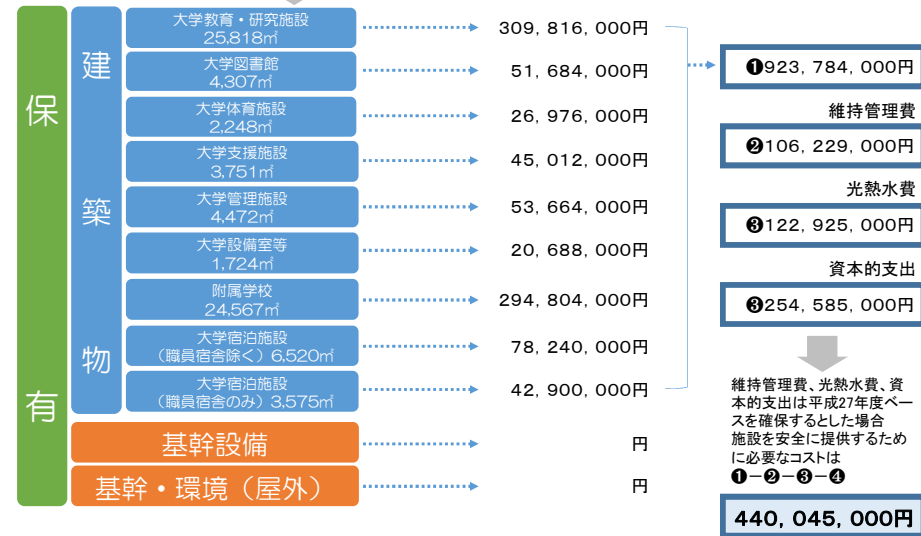 保有
建築物
大学教育・研究施設
25,818㎡
309,816,000円
大学図書館
4,307㎡
51,684,000円
大学体育施設
2,248㎡
26,976,000円
大学支援施設
3,751㎡
45,012,000円
大学管理施設
4,472㎡
53,664,000円
大学設備室等
1,724㎡
20,688,000円
附属学校
24,567㎡
294,804,000円
大学宿泊施設
(職員宿舎除く) 6,520㎡
78,240,000円
大学宿泊施設
(職員宿舎のみ) 3,575㎡
42,900,000円
基幹設備
円
基幹・環境(屋外)
円
❶923,784,000円
維持管理費
❷106,229,000円
光熱水費
❸122,925,000円
資本的支出
❸254,585,000円
維持管理費、光熱水費、資
本的支出は平成27年度ベー
スを確保するとした場合
施設を安全に提供するため
に必要なコストは
❶-❷-❸-❹
440,045,000円